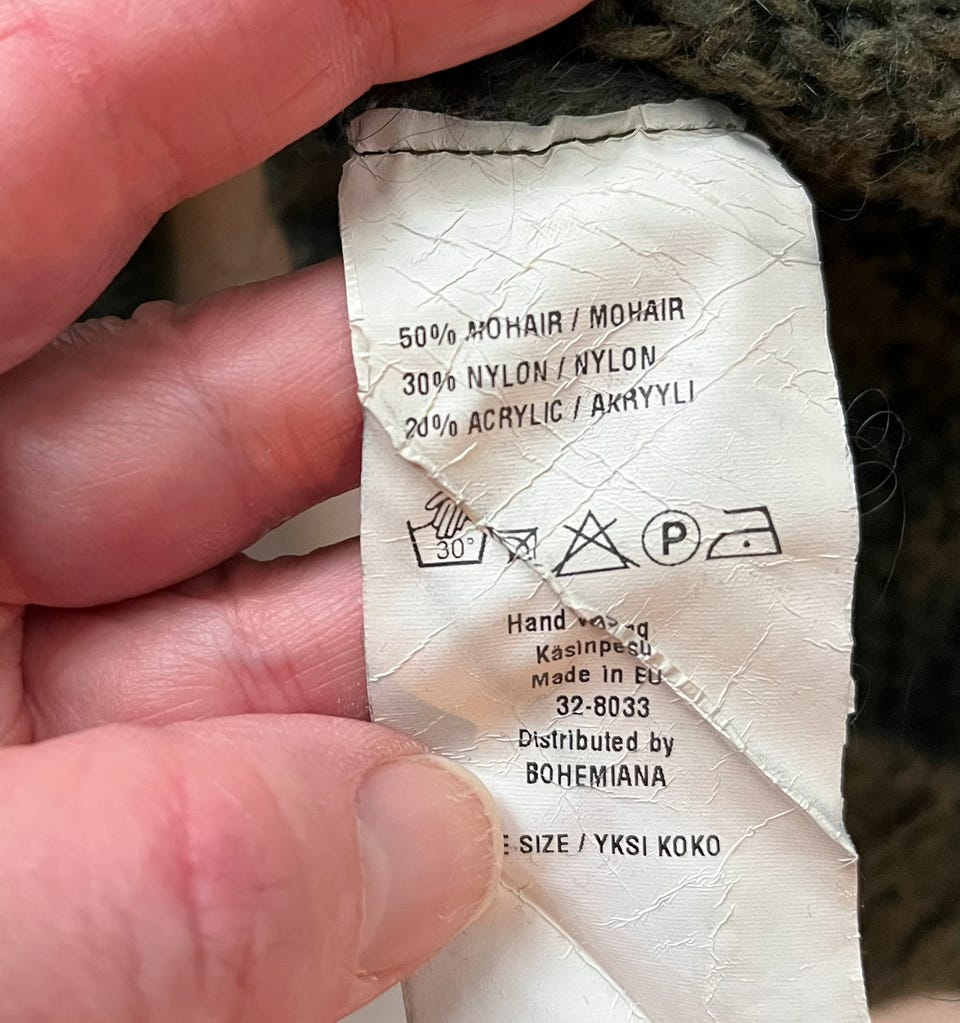 50% MOHAIR / MOHAIR
30% NYLON / NYLON
20% ACRYLIC / AKRYYLI
30°
P
Hand
Käsinpesu
Made in EU
32-8033
Distributed by
BOHEMIANA
E SIZE / YKSI KOKO